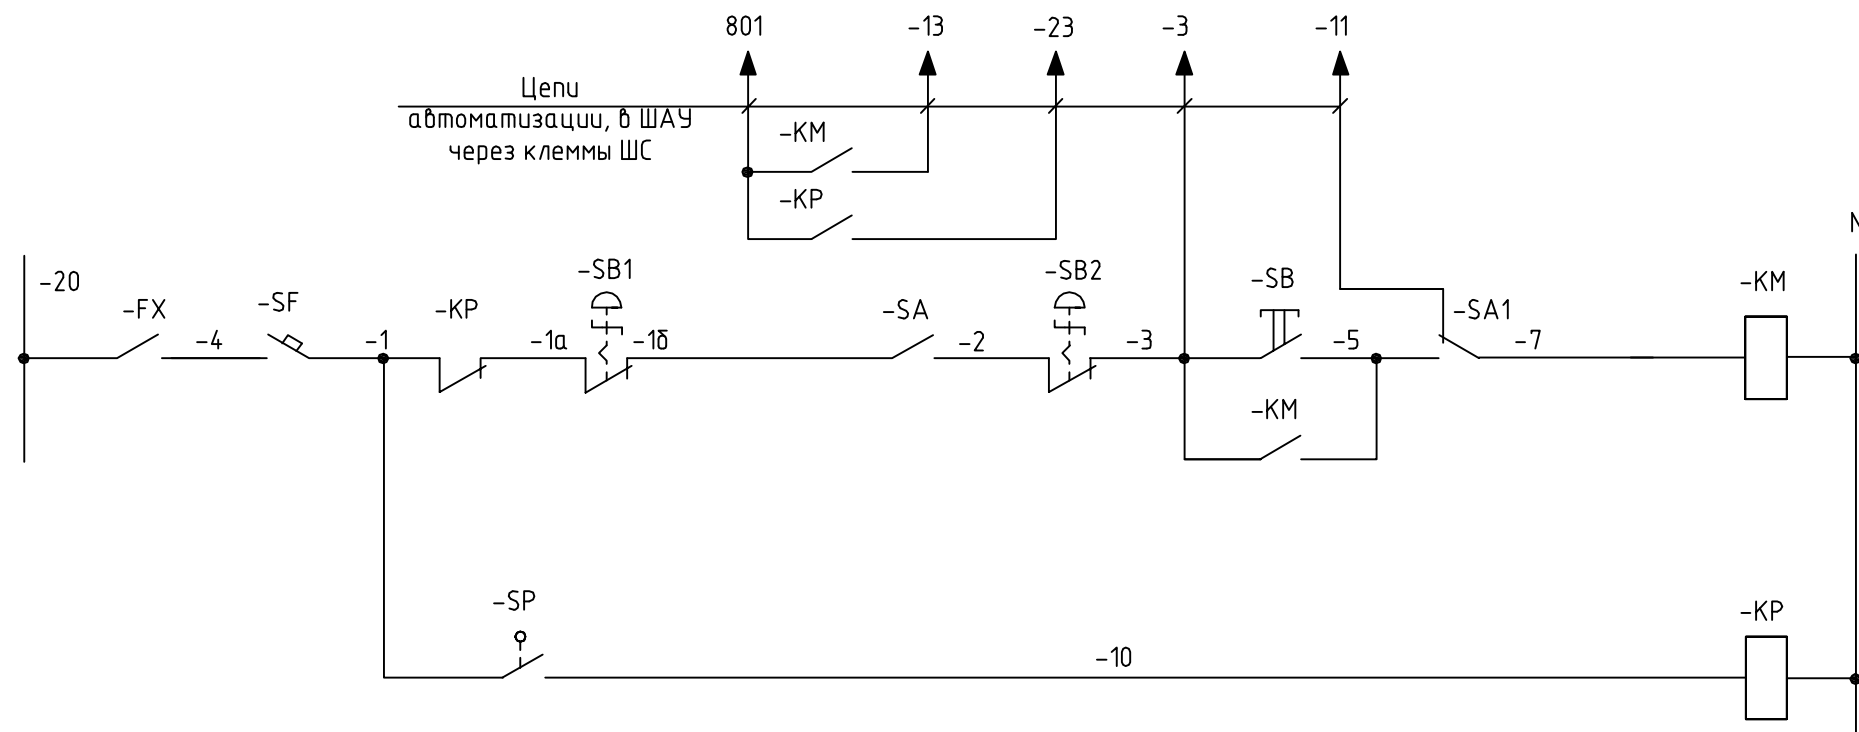 801 -13 -23 -3 -11
Цепи
автоматизации, в ШАУ
через клеммы ШС
-KM
-KP
N
-20 -FX -SF -KP -SB1 -SA -SB2 -SB -SA1 -KM
-4 -1 -1а -1б -2 -3 -5 -7
-KM
-SP -KP
-10